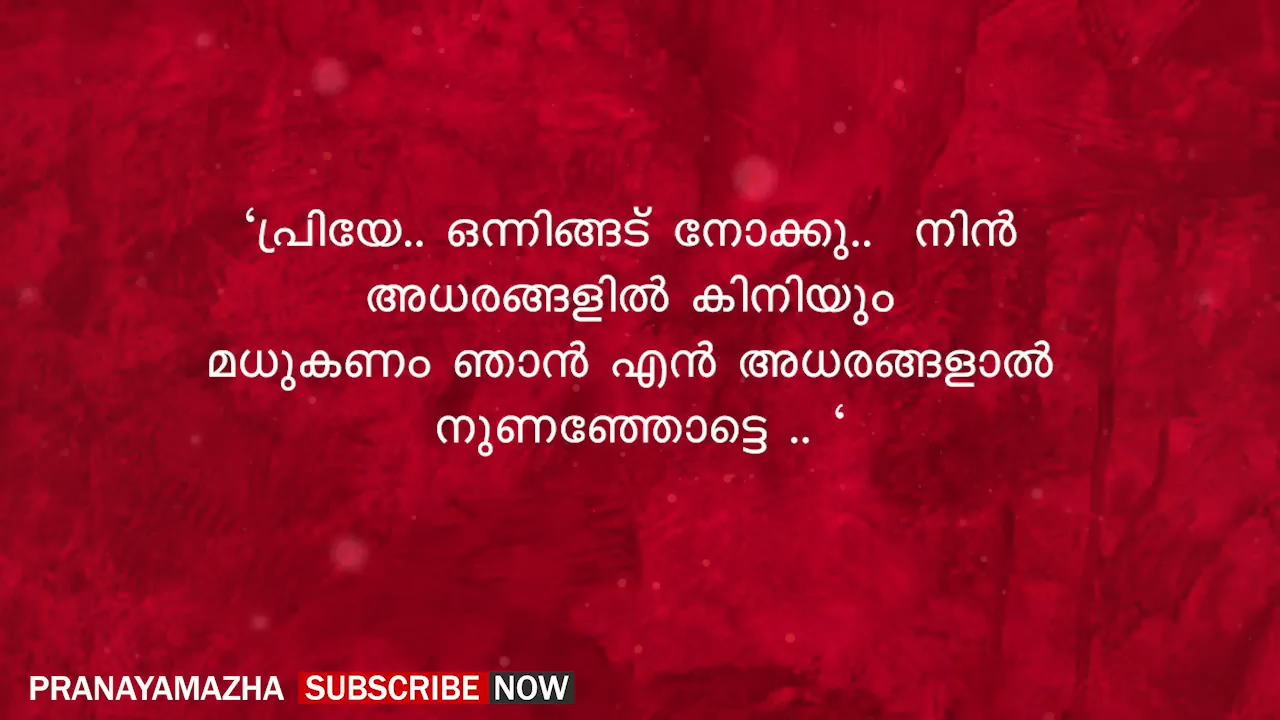 ‘പ്രിയേ.. ഒന്നിങ്ങട് നോക്കു..  നിൻ
അധരങ്ങളിൽ കിനിയും
മധുകണം ഞാൻ എൻ അധരങ്ങളാൽ
നുണഞ്ഞോട്ടെ .. ‘
PRANAYAMAZHA SUBSCRIBE NOW